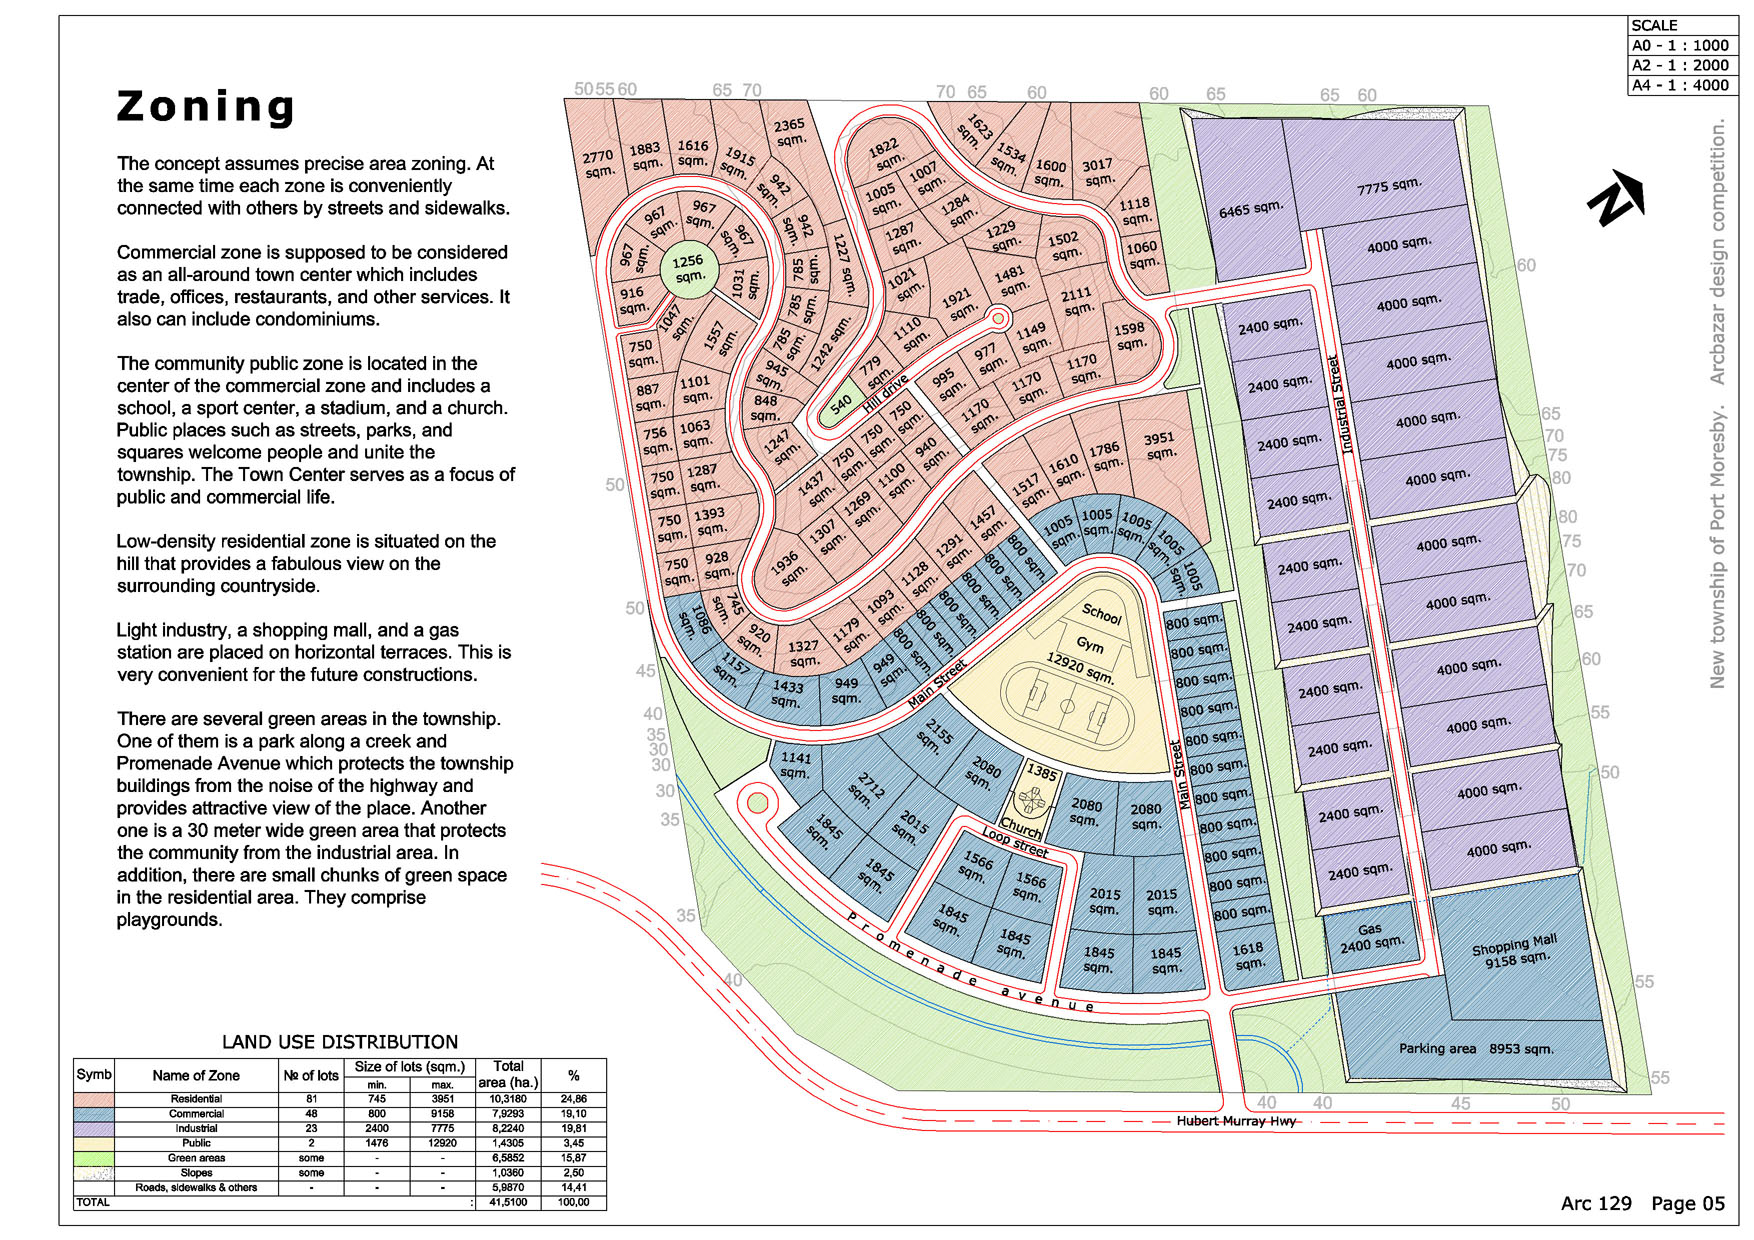 SCALE
A0 - 1 : 1000
A2 - 1 : 2000
A4 - 1 : 4000
Zoning
The concept assumes precise area zoning. At
the same time each zone is conveniently
connected with others by streets and sidewalks.
Commercial zone is supposed to be considered
as an all-around town center which includes
trade, offices, restaurants, and other services. It
also can include condominiums.
The community public zone is located in the
center of the commercial zone and includes a
school, a sport center, a stadium, and a church.
Public places such as streets, parks, and
squares welcome people and unite the
township. The Town Center serves as a focus of
public and commercial life.
Low-density residential zone is situated on the
hill that provides a fabulous view on the
surrounding countryside.
Light industry, a shopping mall, and a gas
station are placed on horizontal terraces. This is
very convenient for the future constructions.
There are several green areas in the township.
One of them is a park along a creek and
Promenade Avenue which protects the township
buildings from the noise of the highway and
provides attractive view of the place. Another
one is a 30 meter wide green area that protects
the community from the industrial area. In
addition, there are small chunks of green space
in the residential area. They comprise
playgrounds.
LAND USE DISTRIBUTION
Symb Name of Zone № of lots Size of lots (sqm.) Total area (ha.) %
min. max.
Residential 81 745 3951 10,3180 24,86
Commercial 48 800 9158 7,9293 19,10
Industrial 23 2400 7775 8,2240 19,81
Public 2 1476 12920 1,4305 3,45
Green areas some - - 6,5852 15,87
Slopes some - - 1,0360 2,50
Roads, sidewalks & others - - - 5,9870 14,41
TOTAL : 41,5100 100,00
50 55 60 65 70 70 65 60 60 65 65 60
2770 sqm.
1883 sqm.
1616 sqm.
1915 sqm.
2365 sqm.
942 sqm.
942 sqm.
967 sqm.
967 sqm.
967 sqm.
967 sqm.
1256 sqm.
1031 sqm.
916 sqm.
1047 sqm.
1557 sqm.
785 sqm.
785 sqm.
785 sqm.
1227 sqm.
1242 sqm.
945 sqm.
848 sqm.
1247 sqm.
750 sqm.
887 sqm.
1101 sqm.
756 sqm.
1063 sqm.
750 sqm.
1287 sqm.
750 sqm.
1393 sqm.
750 sqm.
928 sqm.
745 sqm.
920 sqm.
1327 sqm.
1179 sqm.
1093 sqm.
1128 sqm.
1291 sqm.
1457 sqm.
1822 sqm.
1005 sqm.
1007 sqm.
1287 sqm.
1284 sqm.
1021 sqm.
1229 sqm.
1502 sqm.
1481 sqm.
1921 sqm.
1110 sqm.
779 sqm.
2111 sqm.
1149 sqm.
977 sqm.
995 sqm.
1598 sqm.
1170 sqm.
1170 sqm.
1170 sqm.
1623 sqm.
1534 sqm.
1600 sqm.
3017 sqm.
1118 sqm.
1060 sqm.
540
Hill drive
750 sqm.
750 sqm.
750 sqm.
1437 sqm.
940 sqm.
1100 sqm.
1269 sqm.
1307 sqm.
1936 sqm.
1517 sqm.
1610 sqm.
1786 sqm.
3951 sqm.
1005 sqm.
1005 sqm.
1005 sqm.
1005 sqm.
1005 sqm.
800 sqm.
800 sqm.
800 sqm.
800 sqm.
800 sqm.
800 sqm.
949 sqm.
949 sqm.
1433 sqm.
1157 sqm.
1086
Main Street
School
Gym
12920 sqm.
1385
Church
Loop street
Main Street
800 sqm.
800 sqm.
800 sqm.
800 sqm.
800 sqm.
800 sqm.
800 sqm.
800 sqm.
800 sqm.
800 sqm.
800 sqm.
1618 sqm.
1141 sqm.
2155 sqm.
2080 sqm.
2712 sqm.
2015 sqm.
1845 sqm.
1845 sqm.
2080 sqm.
2080 sqm.
1566 sqm.
1566 sqm.
1845 sqm.
1845 sqm.
2015 sqm.
2015 sqm.
1845 sqm.
1845 sqm.
Promenade avenue
6465 sqm.
7775 sqm.
4000 sqm.
4000 sqm.
4000 sqm.
4000 sqm.
4000 sqm.
4000 sqm.
4000 sqm.
4000 sqm.
4000 sqm.
4000 sqm.
4000 sqm.
Industrial Street
2400 sqm.
2400 sqm.
2400 sqm.
2400 sqm.
2400 sqm.
2400 sqm.
2400 sqm.
2400 sqm.
2400 sqm.
2400 sqm.
Gas
2400 sqm.
Shopping Mall
9158 sqm.
Parking area 8953 sqm.
Hubert Murray Hwy
50
50
45
40
35
30
30
30
35
35
40
60
65
70
75
80
80
75
70
65
60
55
50
55
55
40 40 45 50
N
New township of Port Moresby. Arcbazar design competition.
Arc 129 Page 05